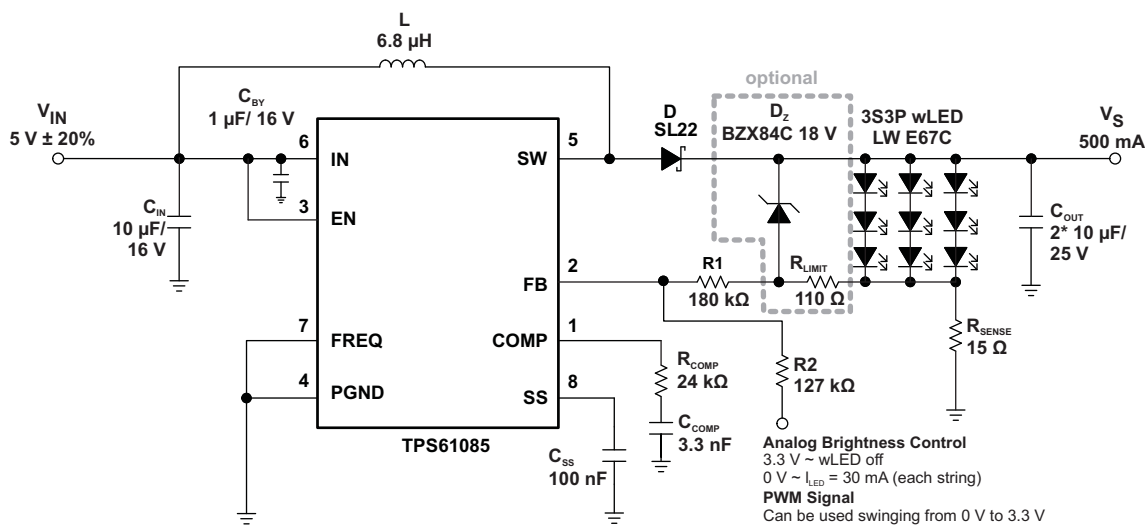 L
6.8 µH
optional
C_BY
1 µF/ 16 V
V_IN
5 V ± 20%
D
SL22
D_Z
BZX84C 18 V
3S3P wLED
LW E67C
V_S
500 mA
6
IN
SW
5
3
EN
C_IN
10 µF/
16 V
C_OUT
2* 10 µF/
25 V
FB
2
R1
180 kΩ
R_LIMIT
110 Ω
7
FREQ
COMP
1
R_SENSE
15 Ω
R_COMP
24 kΩ
R2
127 kΩ
4
PGND
SS
8
C_COMP
3.3 nF
TPS61085
C_SS
100 nF
Analog Brightness Control
3.3 V ~ wLED off
0 V ~ I_LED = 30 mA (each string)
PWM Signal
Can be used swinging from 0 V to 3.3 V